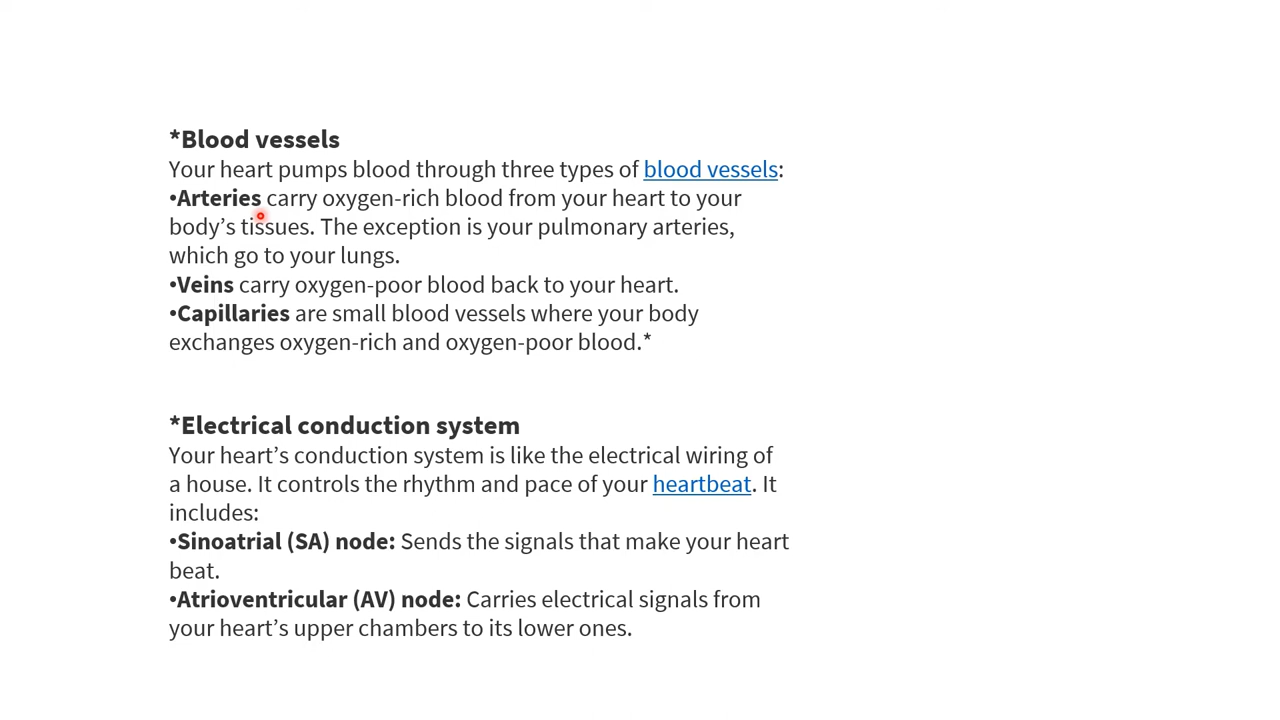 *Blood vessels
Your heart pumps blood through three types of blood vessels:
•Arteries carry oxygen-rich blood from your heart to your
body’s tissues. The exception is your pulmonary arteries,
which go to your lungs.
•Veins carry oxygen-poor blood back to your heart.
•Capillaries are small blood vessels where your body
exchanges oxygen-rich and oxygen-poor blood.*
*Electrical conduction system
Your heart’s conduction system is like the electrical wiring of
a house. It controls the rhythm and pace of your heartbeat. It
includes:
•Sinoatrial (SA) node: Sends the signals that make your heart
beat.
•Atrioventricular (AV) node: Carries electrical signals from
your heart’s upper chambers to its lower ones.